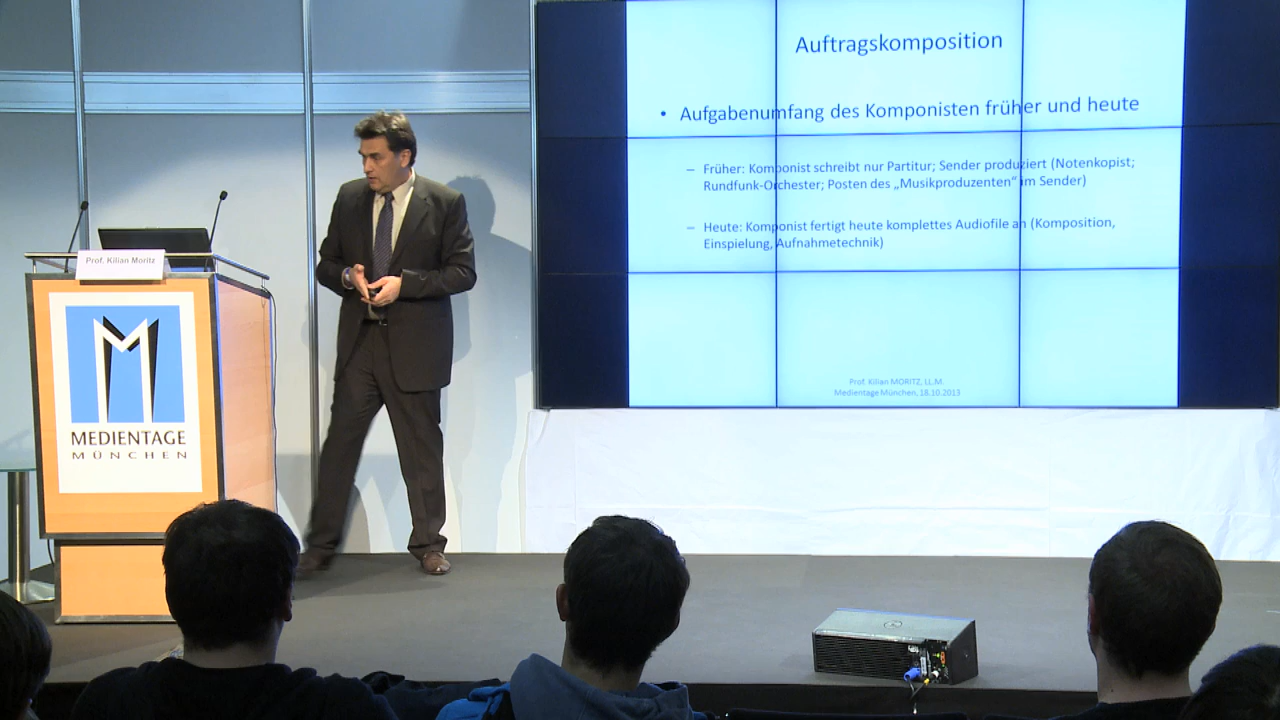 Auftragskomposition
• Aufgabenumfang des Komponisten früher und heute
– Früher: Komponist schreibt nur Partitur; Sender produziert (Notenkopist;
Rundfunk-Orchester; Posten des „Musikproduzenten“ im Sender)
– Heute: Komponist fertigt heute komplettes Audiofile an (Komposition,
Einspielung, Aufnahmetechnik)
Prof. Kilian MORITZ, LL.M.
Medientage München, 18.10.2013
Prof. Kilian Moritz
M
MEDIENTAGE
MÜNCHEN